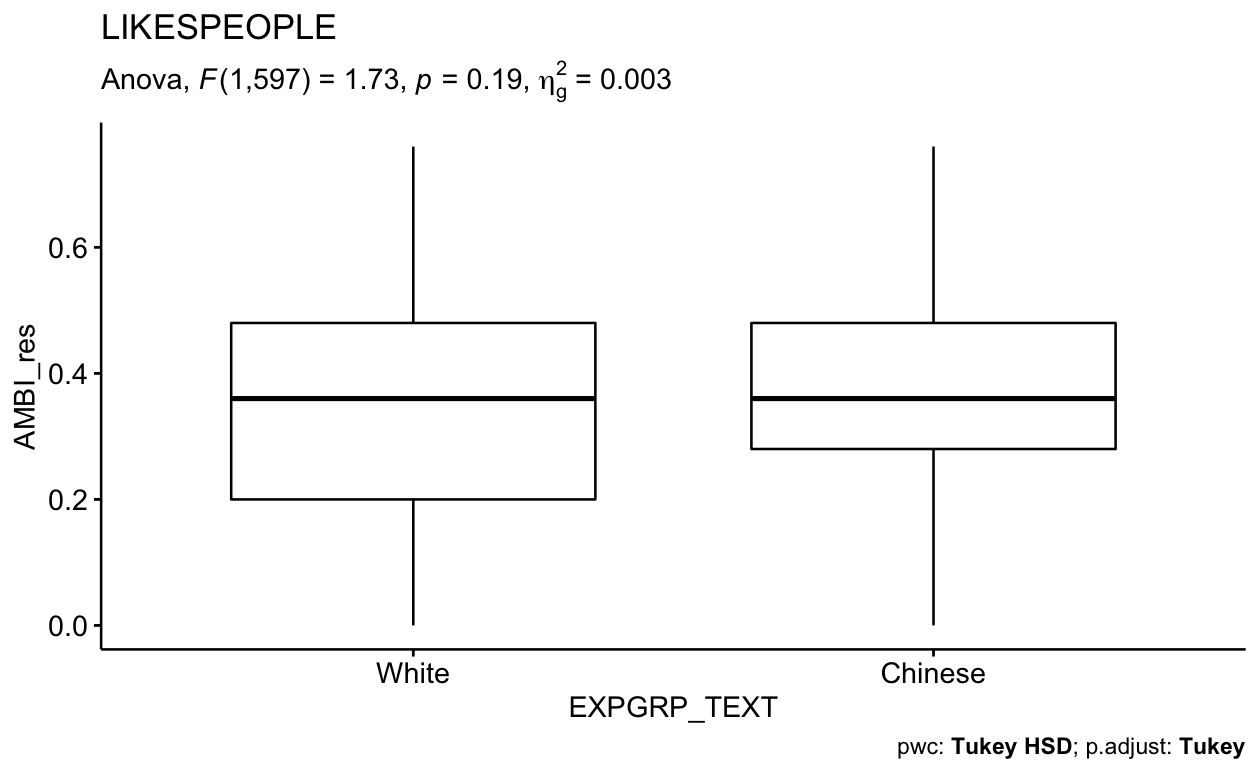 LIKESPEOPLE
Anova, F(1,597) = 1.73, p = 0.19, η²g = 0.003
0.6
AMBI_res
0.4
0.2
0.0
White
Chinese
EXPGRP_TEXT
pwc: Tukey HSD; p.adjust: Tukey